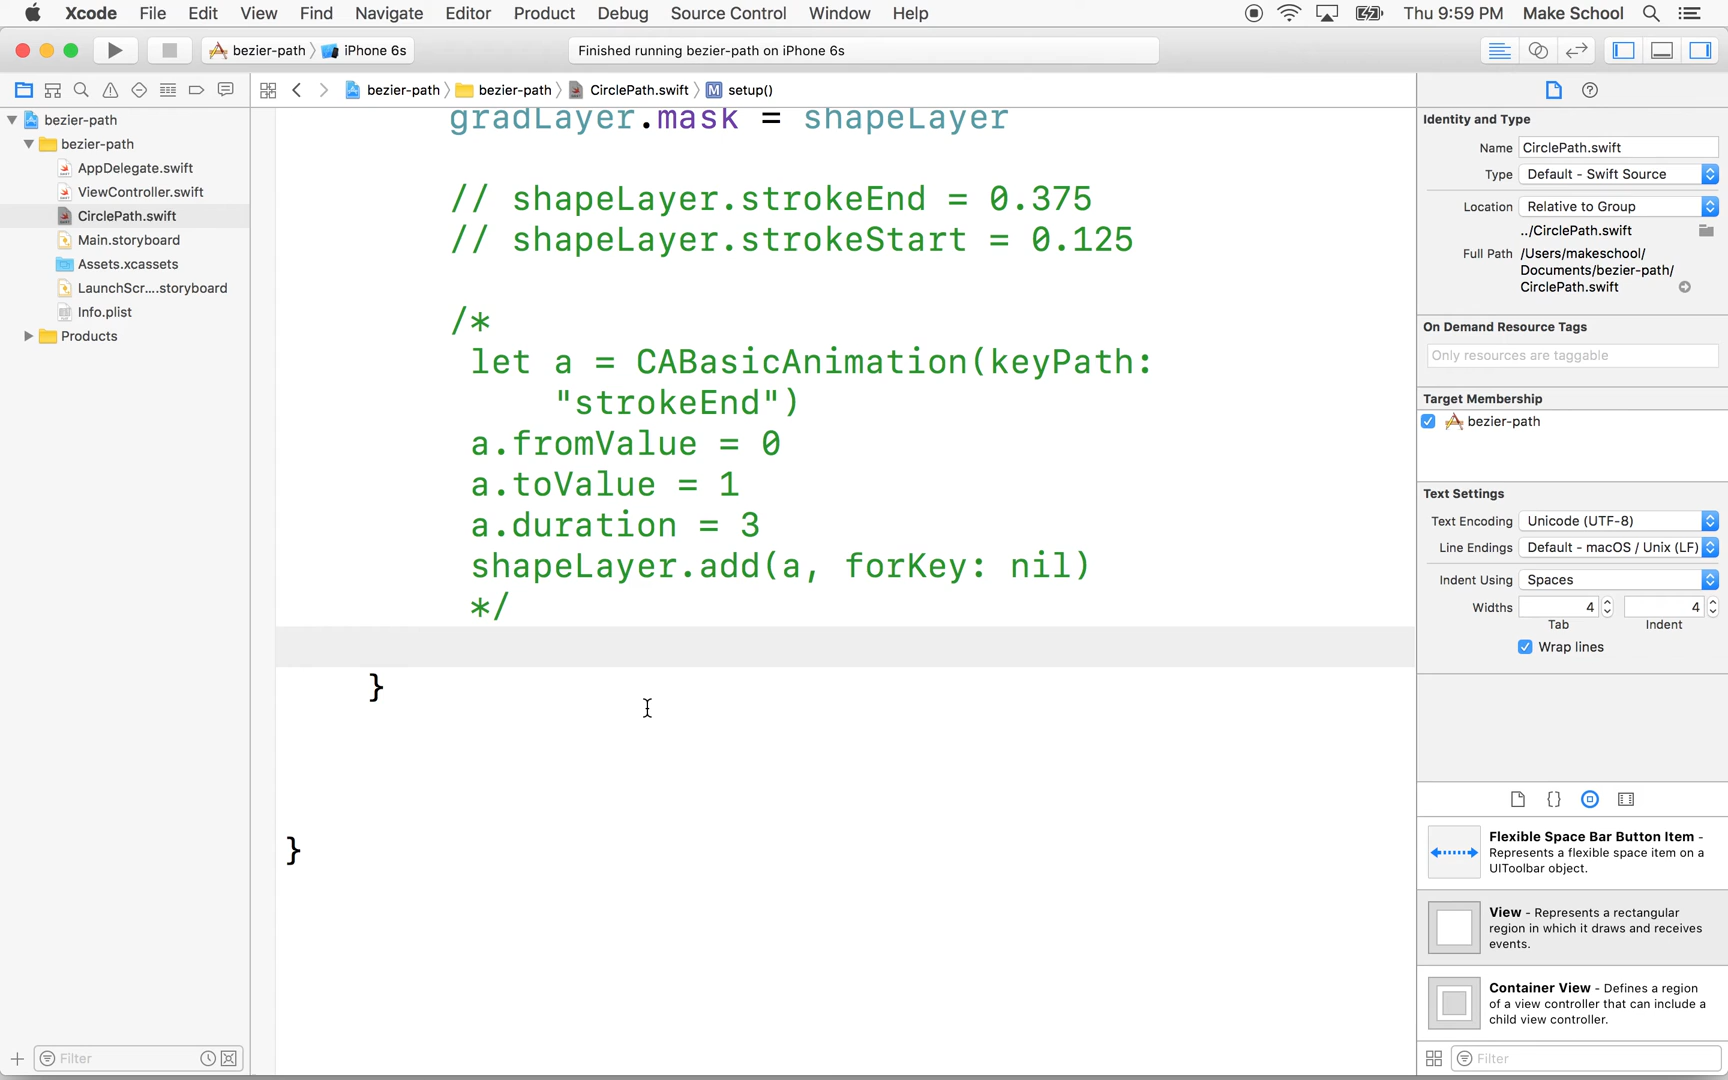 Xcode File Edit View Find Navigate Editor Product Debug Source Control Window Help Thu 9:59 PM Make School
bezier-path iPhone 6s Finished running bezier-path on iPhone 6s
bezier-path bezier-path CirclePath.swift M setup()
bezier-path
bezier-path
AppDelegate.swift
ViewController.swift
CirclePath.swift
Main.storyboard
Assets.xcassets
LaunchScr....storyboard
Info.plist
Products
Filter
gradLayer.mask = shapeLayer
// shapeLayer.strokeEnd = 0.375
// shapeLayer.strokeStart = 0.125
/*
let a = CABasicAnimation(keyPath:
"strokeEnd")
a.fromValue = 0
a.toValue = 1
a.duration = 3
shapeLayer.add(a, forKey: nil)
*/
}
}
Identity and Type
Name CirclePath.swift
Type Default - Swift Source
Location Relative to Group
../CirclePath.swift
Full Path /Users/makeschool/
Documents/bezier-path/
CirclePath.swift
On Demand Resource Tags
Only resources are taggable
Target Membership
bezier-path
Text Settings
Text Encoding Unicode (UTF-8)
Line Endings Default - macOS / Unix (LF)
Indent Using Spaces
Widths 4 4
Tab Indent
Wrap lines
{}
Flexible Space Bar Button Item -
Represents a flexible space item on a
UIToolbar object.
View - Represents a rectangular
region in which it draws and receives
events.
Container View - Defines a region
of a view controller that can include a
child view controller.
Filter